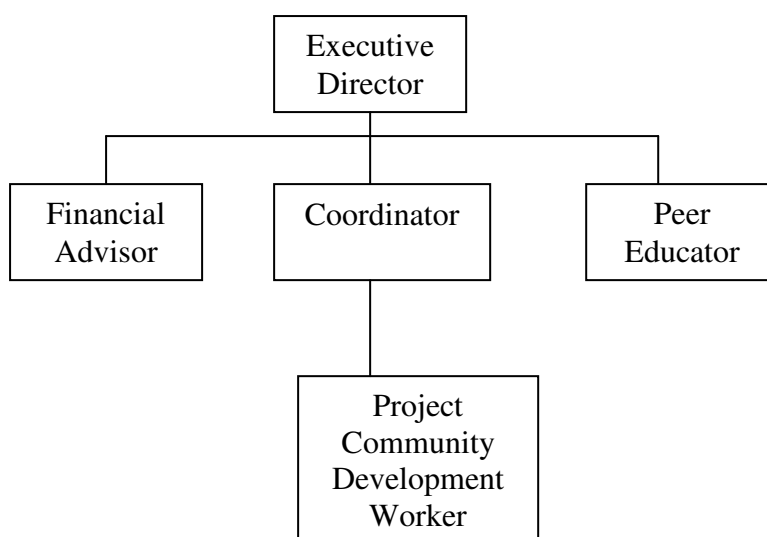 Executive
Director
Financial
Advisor
Coordinator
Peer
Educator
Project
Community
Development
Worker